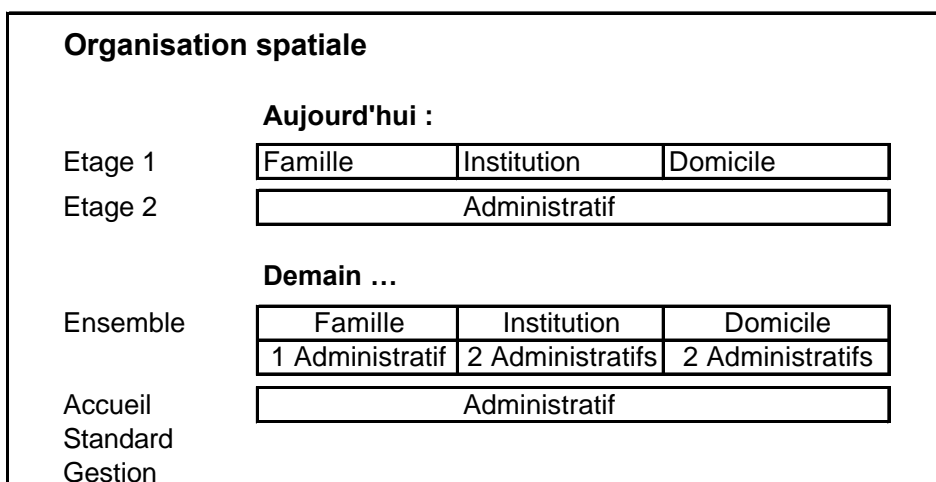 Organisation spatiale
Aujourd'hui :
Etage 1 Famille Institution Domicile
Etage 2 Administratif
Demain …
Ensemble Famille Institution Domicile
1 Administratif 2 Administratifs 2 Administratifs
Accueil Administratif
Standard
Gestion